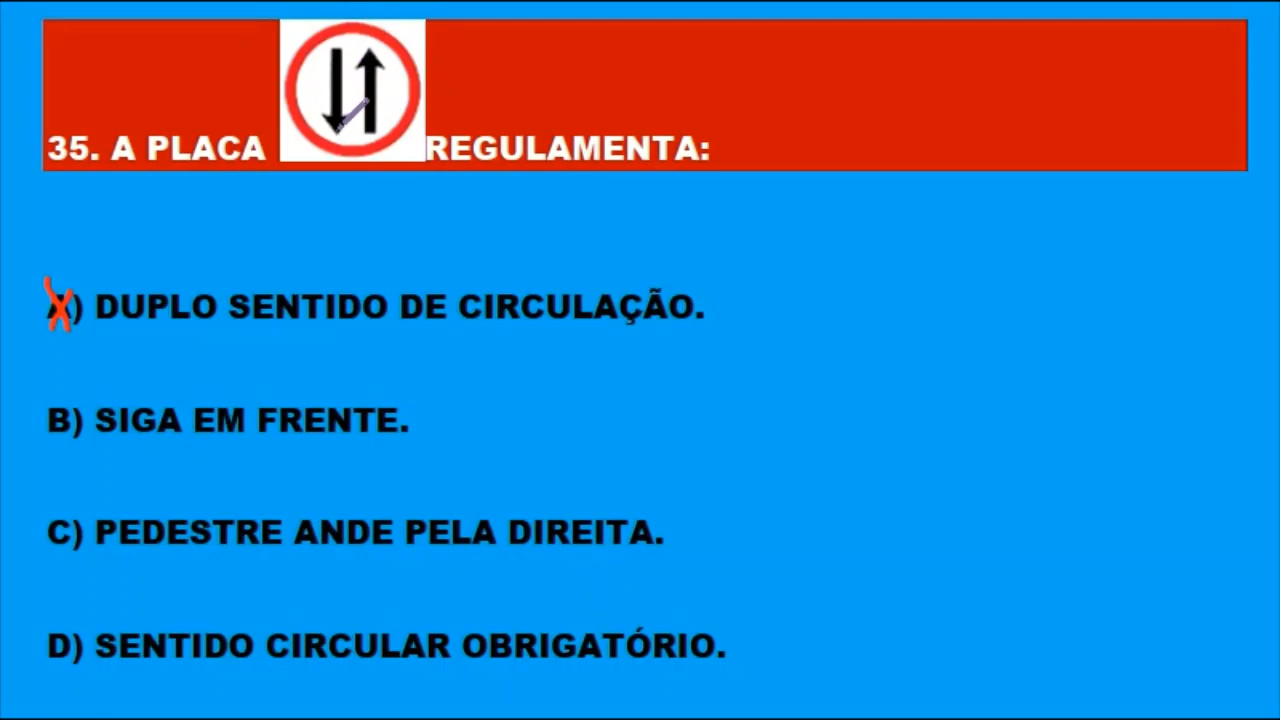 35. A PLACA REGULAMENTA:
A) DUPLO SENTIDO DE CIRCULAÇÃO.
B) SIGA EM FRENTE.
C) PEDESTRE ANDE PELA DIREITA.
D) SENTIDO CIRCULAR OBRIGATÓRIO.